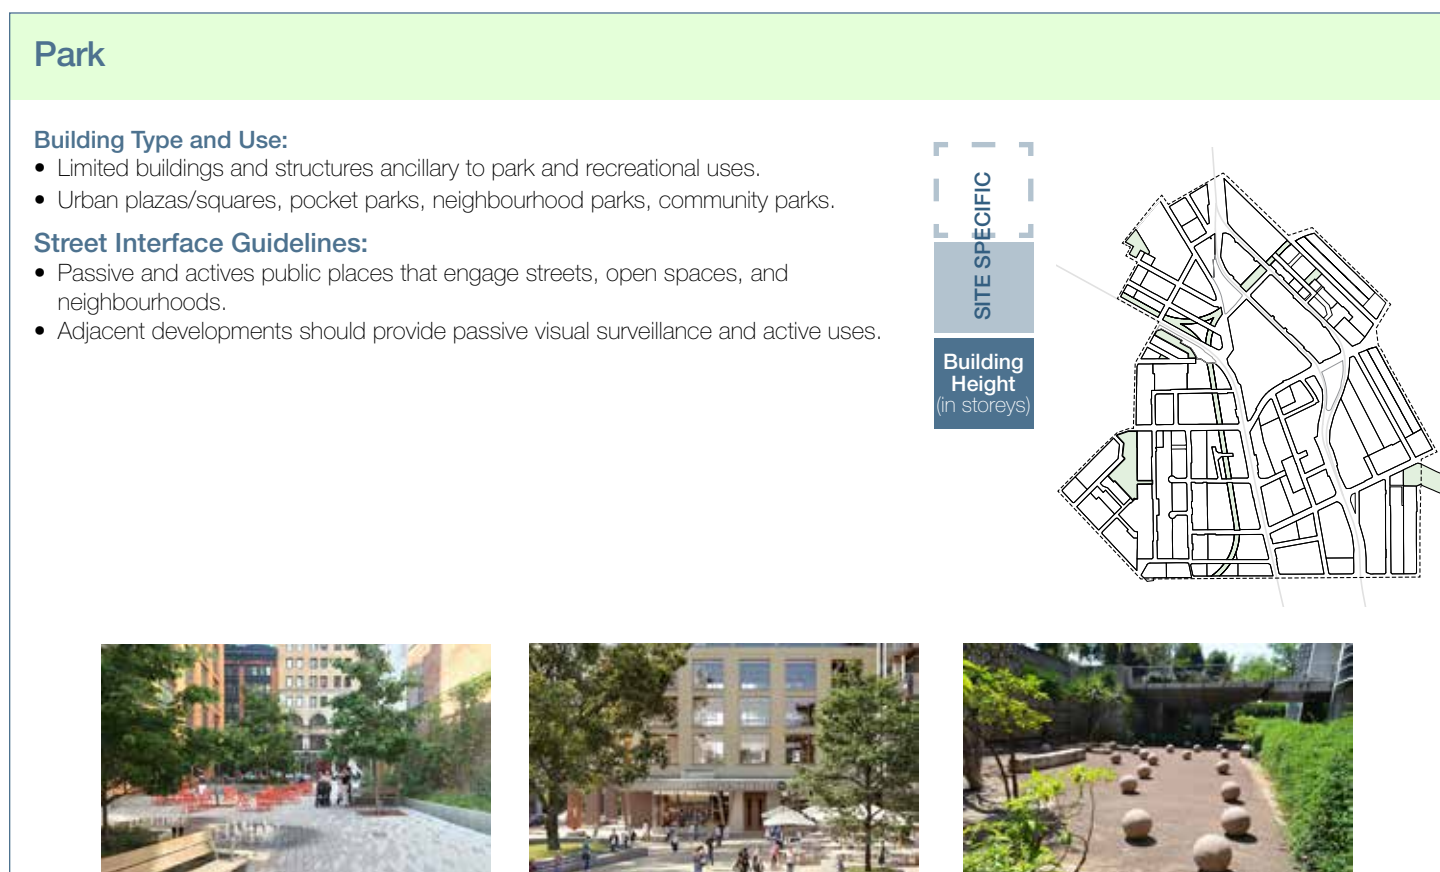 Park
Building Type and Use:
• Limited buildings and structures ancillary to park and recreational uses.
• Urban plazas/squares, pocket parks, neighbourhood parks, community parks.
Street Interface Guidelines:
• Passive and actives public places that engage streets, open spaces, and
neighbourhoods.
• Adjacent developments should provide passive visual surveillance and active uses.
SITE SPECIFIC
Building
Height
(in storeys)